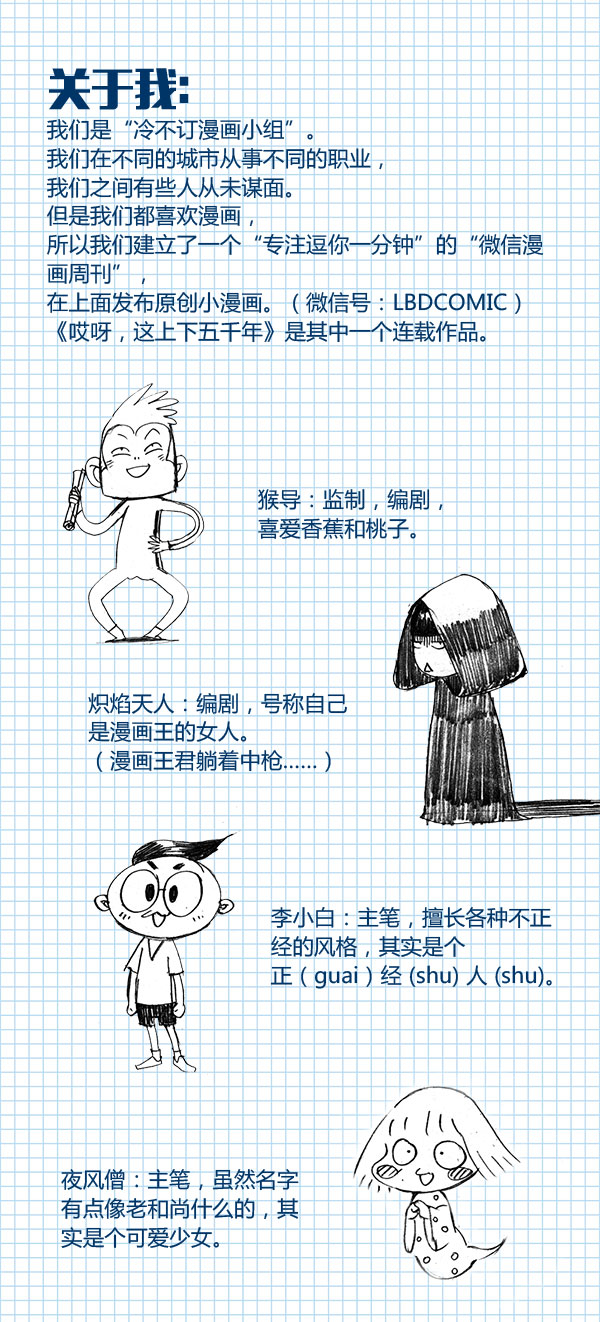 关于我:
我们是“冷不订漫画小组”。
我们在不同的城市从事不同的职业，
我们之间有些人从未谋面。
但是我们都喜欢漫画，
所以我们建立了一个“专注逗你一分钟”的“微信漫
画周刊”，
在上面发布原创小漫画。（微信号：LBDCOMIC）
《哎呀，这上下五千年》是其中一个连载作品。
猴导：监制，编剧，
喜爱香蕉和桃子。
炽焰天人：编剧，号称自己
是漫画王的女人。
（漫画王君躺着中枪......）
李小白：主笔，擅长各种不正
经的风格，其实是个
正（guai）经 (shu) 人 (shu)。
夜风僧：主笔，虽然名字
有点像老和尚什么的，其
实是个可爱少女。